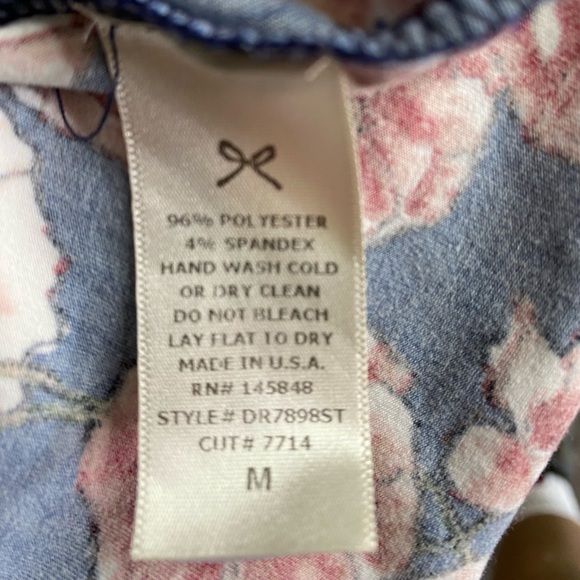 96% POLYESTER
4% SPANDEX
HAND WASH COLD
OR DRY CLEAN
DO NOT BLEACH
LAY FLAT TO DRY
MADE IN U.S.A.
RN# 145848
STYLE# DR7898ST
CUT# 7714
M